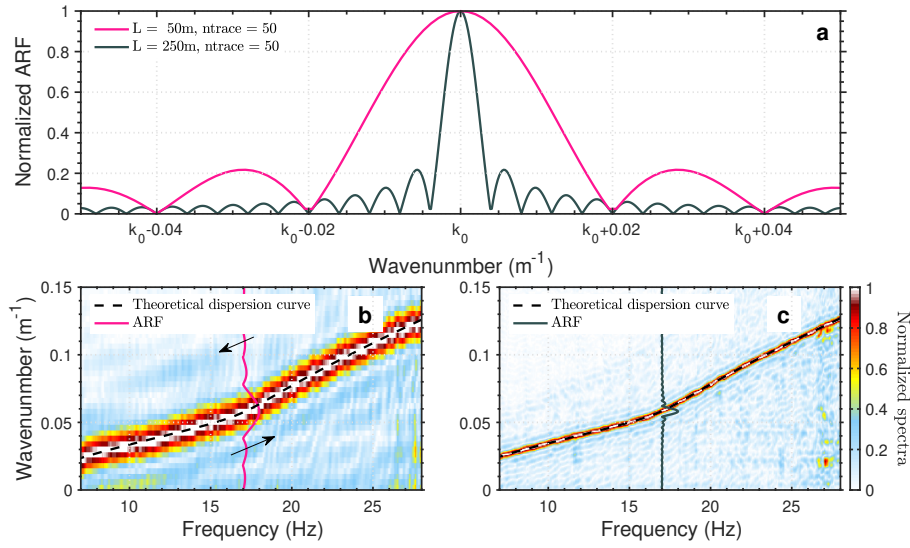 a
L = 50m, ntrace = 50
L = 250m, ntrace = 50
Normalized ARF
1
0.8
0.6
0.4
0.2
0
k0-0.04
k0-0.02
k0
k0+0.02
k0+0.04
Wavenunmber (m-1)
b
Theoretical dispersion curve
ARF
Wavenunmber (m-1)
0.15
0.1
0.05
0
10
15
20
25
Frequency (Hz)
c
Theoretical dispersion curve
ARF
0.15
0.1
0.05
0
10
15
20
25
Frequency (Hz)
1
0.8
0.6
0.4
0.2
0
Normalized spectra